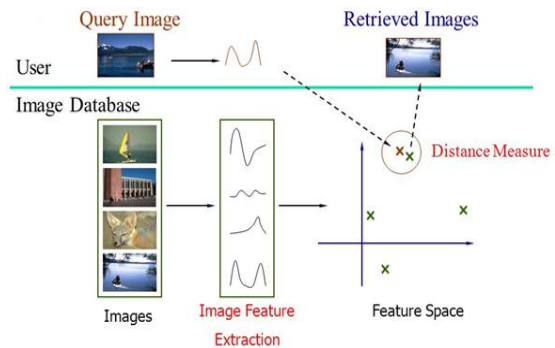 Query Image
Retrieved Images
User
Image Database
Distance Measure
Images
Image Feature
Extraction
Feature Space